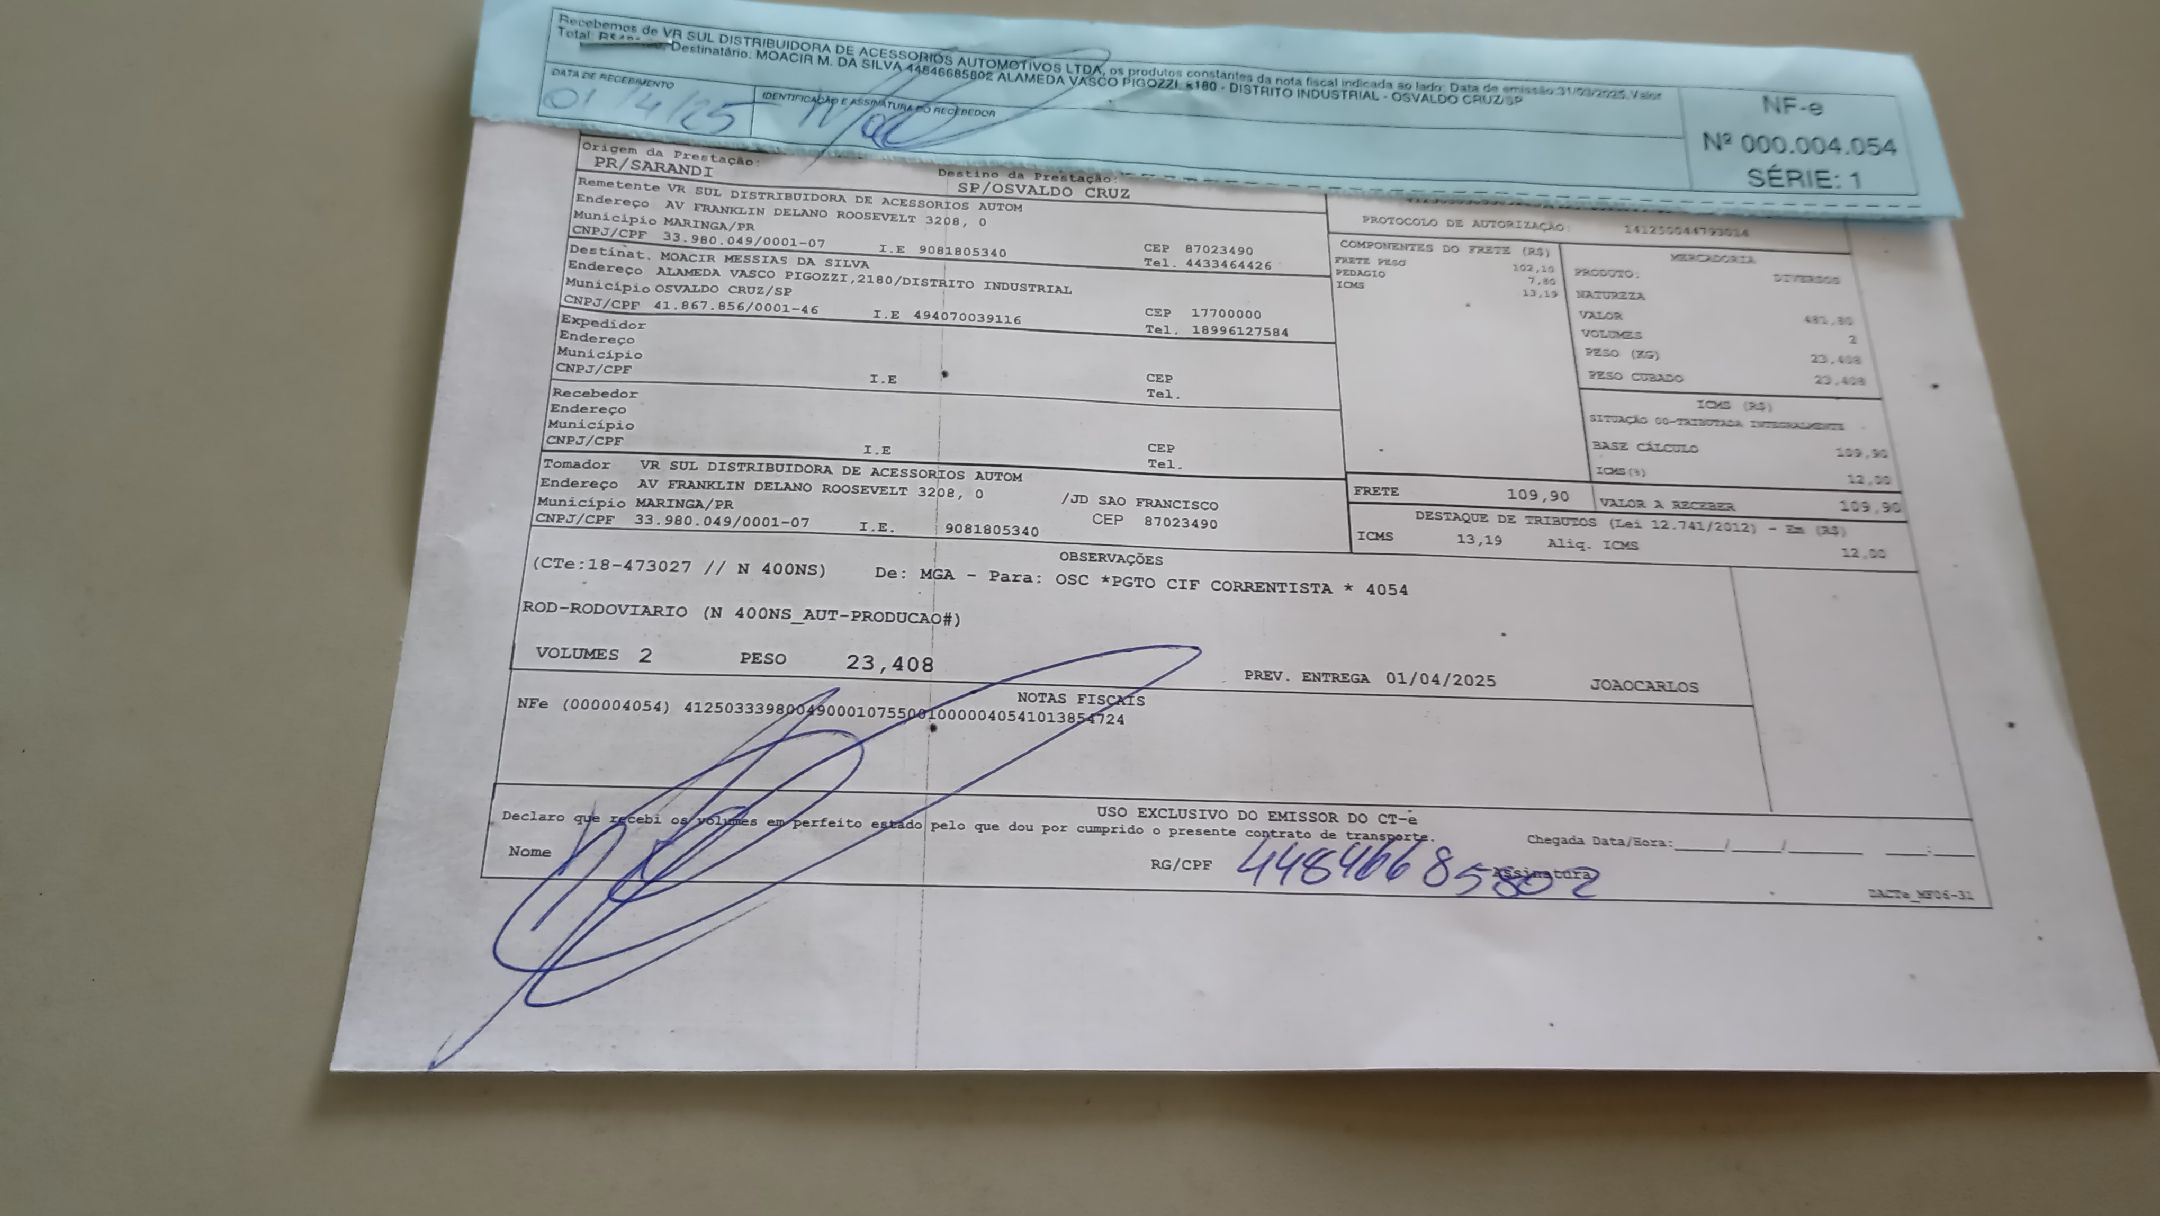 Recebemos de VR SUL DISTRIBUIDORA DE ACESSORIOS AUTOMOTIVOS LTDA, os produtos constantes da nota fiscal indicada ao lado: Data de emissão:31/03/2025,Valor
Total: Destinatário: MOACIR M. DA SILVA 44846685802 ALAMEDA VASCO PIGOZZI, - DISTRITO INDUSTRIAL - OSVALDO CRUZ/SP
DATA DE RECEBIMENTO
01/4/25
IDENTIFICAÇÃO E ASSINATURA DO RECEBEDOR
NF-e
Nº 000.004.054
SÉRIE: 1
Origem da Prestação:
PR/SARANDI
Destino da Prestação:
SP/OSVALDO CRUZ
Remetente VR SUL DISTRIBUIDORA DE ACESSORIOS AUTOM
Endereço AV FRANKLIN DELANO ROOSEVELT 3208, 0
Município MARINGA/PR CEP 87023490
CNPJ/CPF 33.980.049/0001-07 I.E 9081805340 Tel. 4433464426
Destinat. MOACIR MESSIAS DA SILVA
Endereço ALAMEDA VASCO PIGOZZI,2180/DISTRITO INDUSTRIAL
Município OSVALDO CRUZ/SP CEP 17700000
CNPJ/CPF 41.867.856/0001-46 I.E 494070039116 Tel. 18996127584
Expedidor
Endereço
Município CEP
CNPJ/CPF I.E Tel.
Recebedor
Endereço
Município CEP
CNPJ/CPF I.E Tel.
Tomador VR SUL DISTRIBUIDORA DE ACESSORIOS AUTOM
Endereço AV FRANKLIN DELANO ROOSEVELT 3208, 0 /JD SAO FRANCISCO
Município MARINGA/PR CEP 87023490
CNPJ/CPF 33.980.049/0001-07 I.E. 9081805340
PROTOCOLO DE AUTORIZAÇÃO: 141250044793014
COMPONENTES DO FRETE (R$)
FRETE PESO 102,10
PEDAGIO 7,80
ICMS 13,19
MERCADORIA
PRODUTO: DIVERSOS
NATUREZA
VALOR 481,80
VOLUMES 2
PESO (KG) 23,408
PESO CUBADO 23,408
ICMS (R$)
SITUAÇÃO 00-TRIBUTADA INTEGRALMENTE
BASE CÁLCULO 109,90
ICMS(%) 12,00
FRETE 109,90 VALOR A RECEBER 109,90
DESTAQUE DE TRIBUTOS (Lei 12.741/2012) - Em (R$)
ICMS 13,19 Aliq. ICMS 12,00
OBSERVAÇÕES
(CTe:18-473027 // N 400NS) De: MGA - Para: OSC *PGTO CIF CORRENTISTA * 4054
ROD-RODOVIARIO (N 400NS_AUT-PRODUCAO#)
VOLUMES 2 PESO 23,408 PREV. ENTREGA 01/04/2025 JOAOCARLOS
NOTAS FISCAIS
NFe (000004054) 41250333980049000107550010000040541013854724
USO EXCLUSIVO DO EMISSOR DO CT-e
Declaro que recebi os volumes em perfeito estado pelo que dou por cumprido o presente contrato de transporte. Chegada Data/Hora:_____/_____/_______ ____:____
Nome RG/CPF 44846685802 Assinatura
DACTe_MF06-31